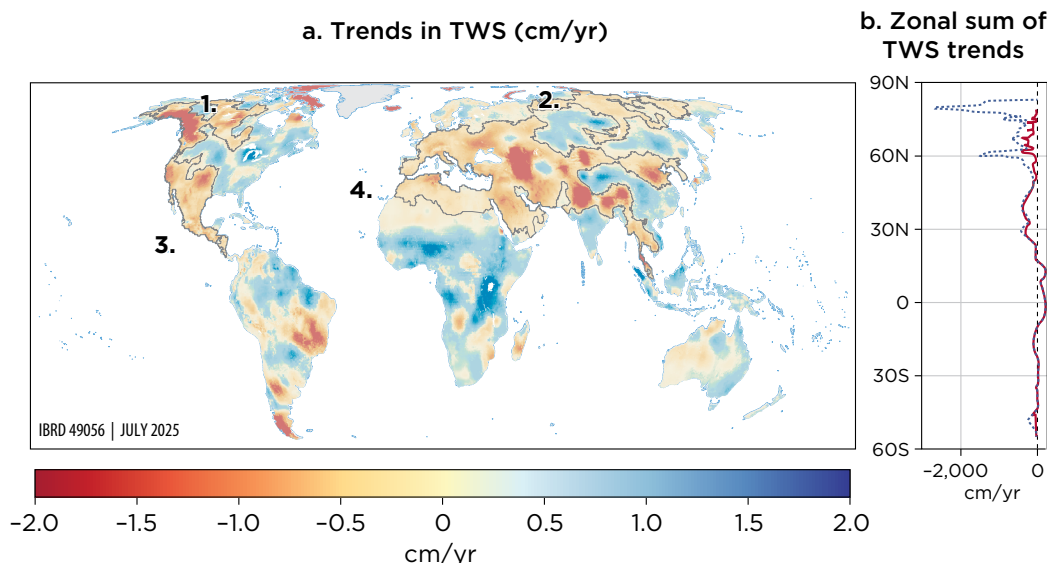 a. Trends in TWS (cm/yr)
b. Zonal sum of
TWS trends
1.
2.
3.
4.
IBRD 49056 | JULY 2025
–2.0 –1.5 –1.0 –0.5 0 0.5 1.0 1.5 2.0
cm/yr
90N
60N
30N
0
30S
60S
–2,000 0
cm/yr